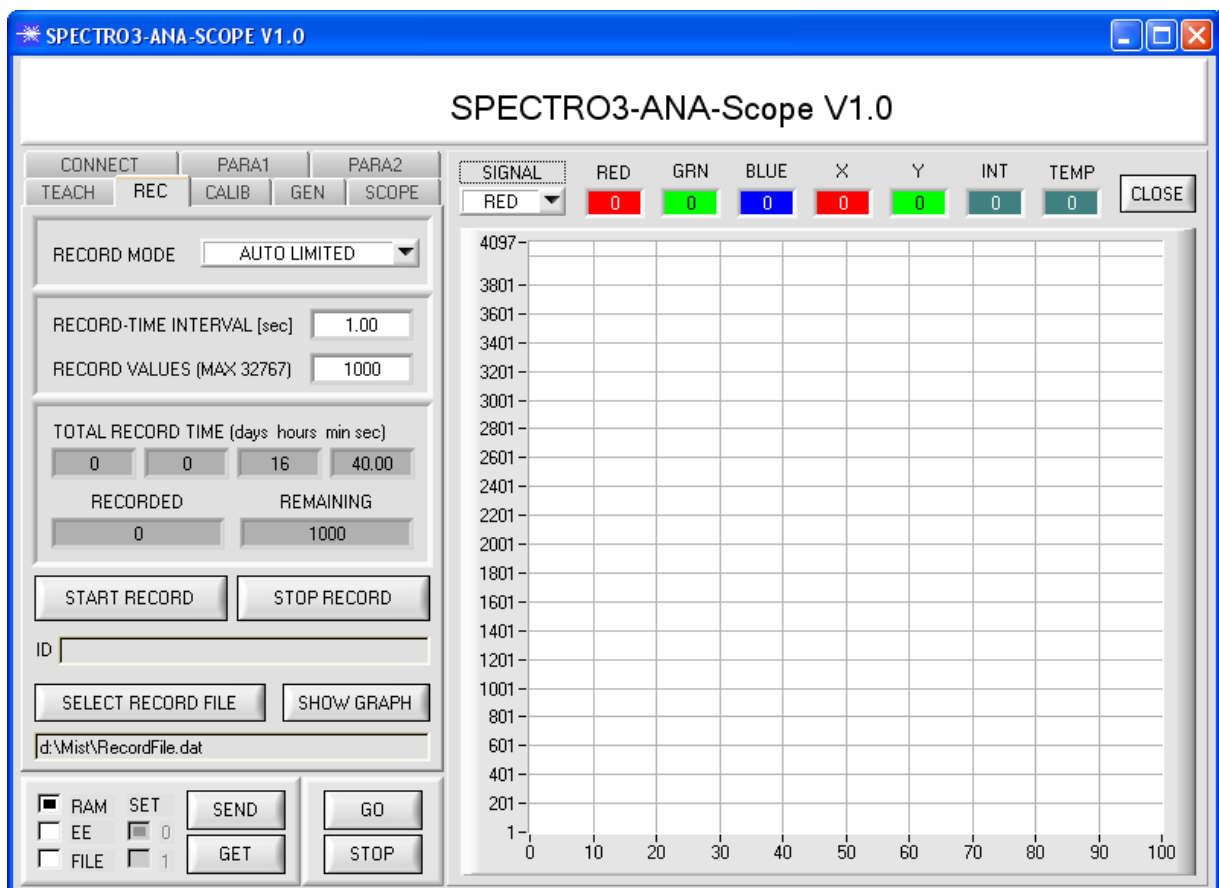 SPECTRO3-ANA-SCOPE V1.0
SPECTRO3-ANA-Scope V1.0
CONNECT PARA1 PARA2
TEACH REC CALIB GEN SCOPE
RECORD MODE AUTO LIMITED
RECORD-TIME INTERVAL [sec] 1.00
RECORD VALUES (MAX 32767) 1000
TOTAL RECORD TIME (days hours min sec)
0 0 16 40.00
RECORDED REMAINING
0 1000
START RECORD STOP RECORD
ID
SELECT RECORD FILE SHOW GRAPH
d:\Mist\RecordFile.dat
RAM SET SEND GO
EE 0
FILE 1 GET STOP
SIGNAL RED GRN BLUE X Y INT TEMP
RED 0 0 0 0 0 0 0 CLOSE
4097
3801
3601
3401
3201
3001
2801
2601
2401
2201
2001
1801
1601
1401
1201
1001
801
601
401
201
1
0 10 20 30 40 50 60 70 80 90 100